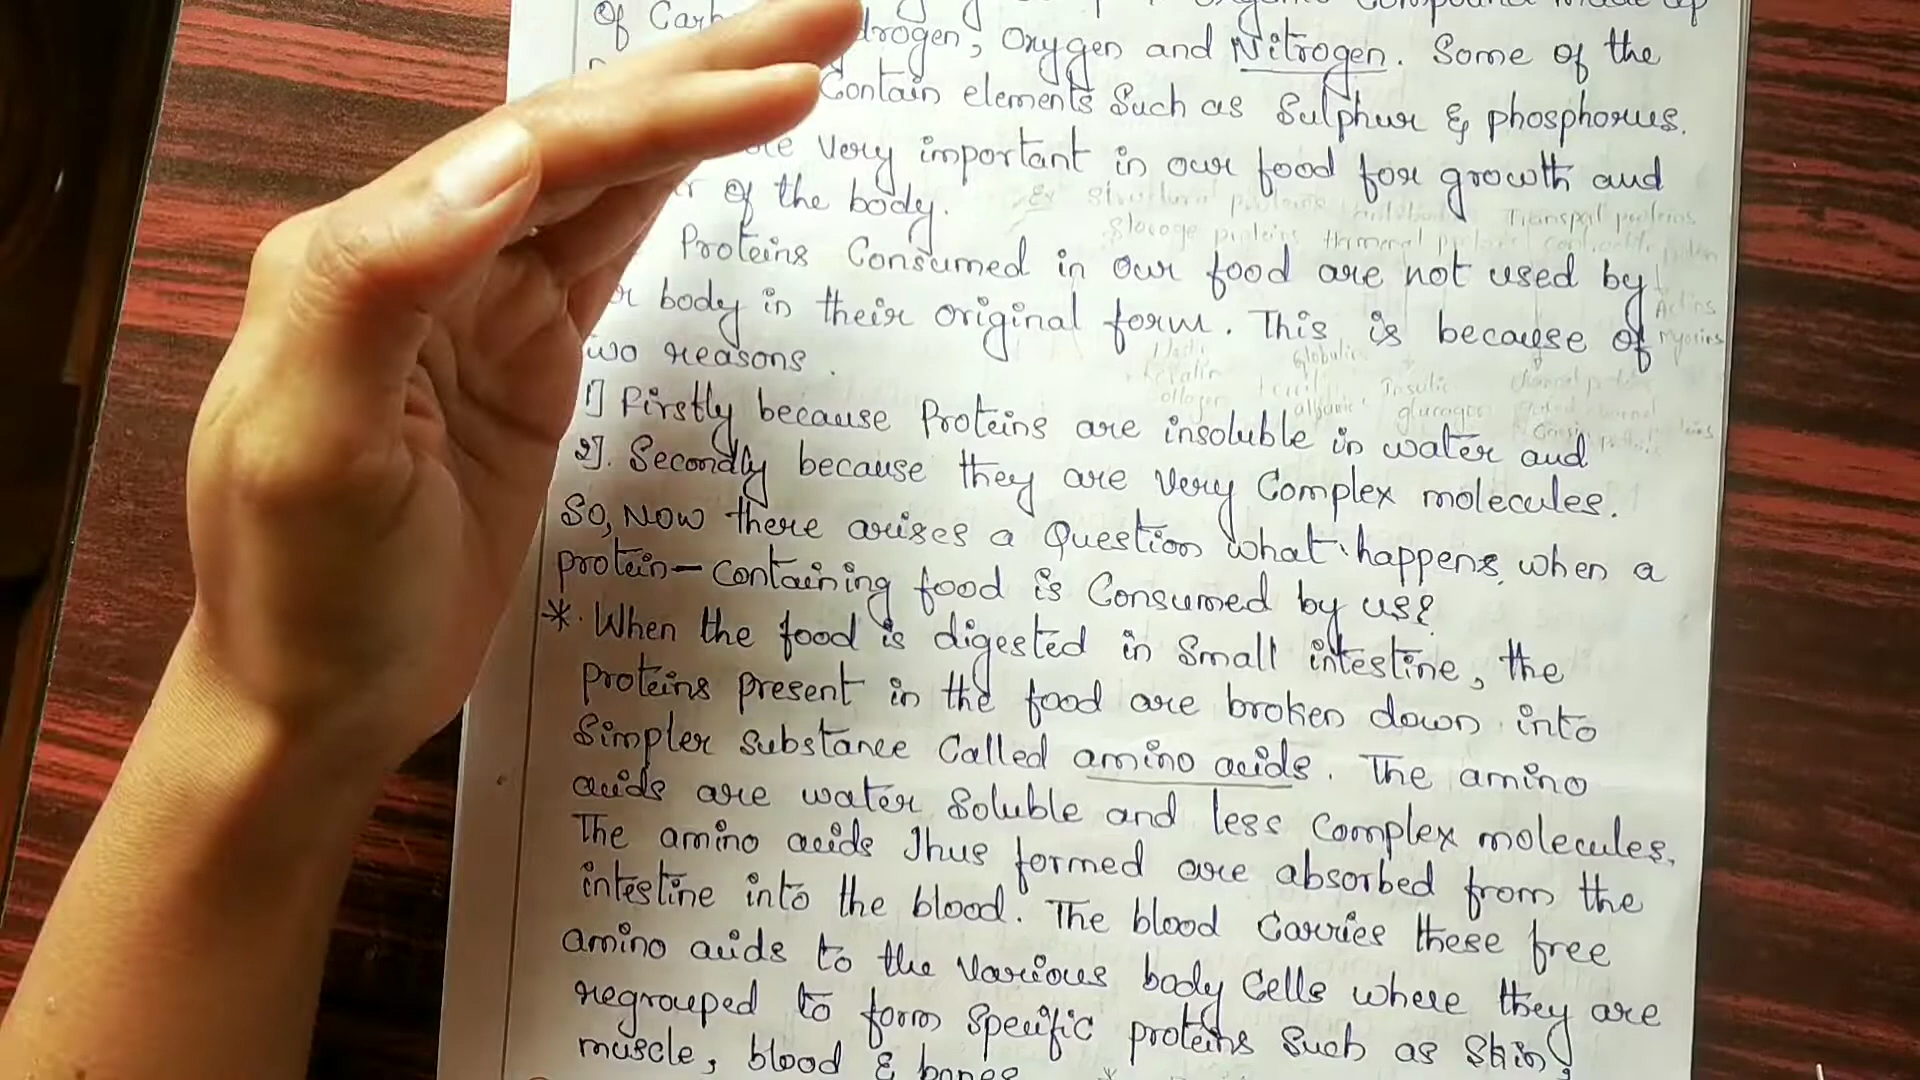 of Carb drogen, Oxygen and Nitrogen. Some of the
Contain elements Such as Sulphur & phosphorus.
Very important in our food for growth and
of the body.
Proteins Consumed in our food are not used by
body in their original form. This is because of
two reasons.
1] Firstly because Proteins are insoluble in water and
2]. Secondly because they are Very Complex molecules.
So, Now there arises a Question what happens, when a
protein-containing food is Consumed by us?
*. When the food is digested in Small intestine, the
proteins present in the food are broken down into
Simpler Substance Called amino acids. The amino
acids are water Soluble and less Complex molecules.
The amino acids Thus formed are absorbed from the
intestine into the blood. The blood Carries these free
amino acids to the Various body Cells where they are
regrouped to form Specific proteins Such as Skin,
muscle, blood & bones
Transport proteins
Storage proteins
Actins
myosins
Insulin